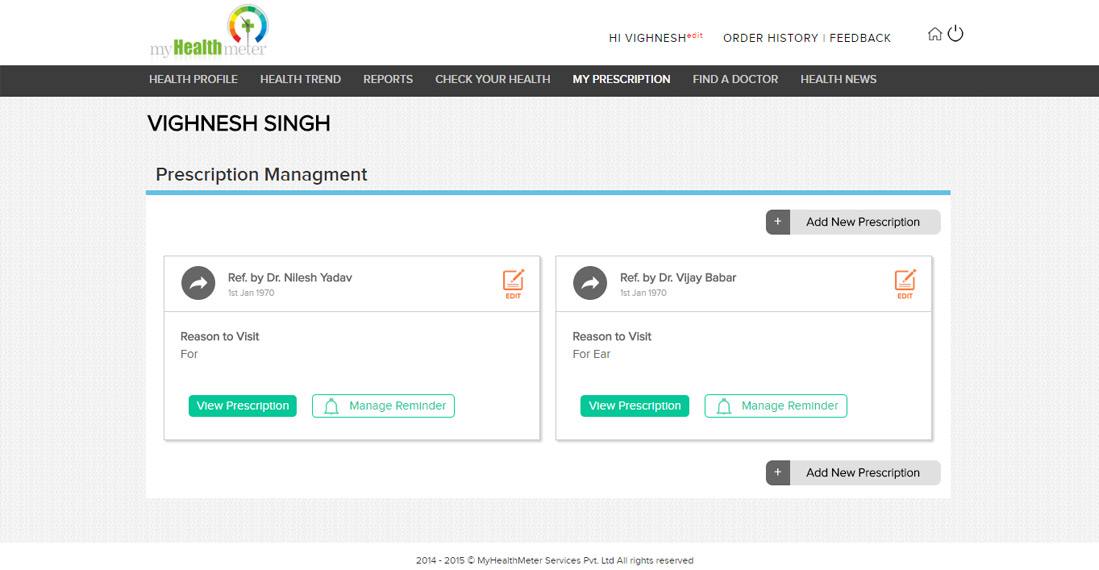 myHealth meter
HI VIGHNESH edit ORDER HISTORY | FEEDBACK
HEALTH PROFILE HEALTH TREND REPORTS CHECK YOUR HEALTH MY PRESCRIPTION FIND A DOCTOR HEALTH NEWS
VIGHNESH SINGH
Prescription Managment
+ Add New Prescription
Ref. by Dr. Nilesh Yadav
1st Jan 1970
EDIT
Reason to Visit
For
View Prescription Manage Reminder
Ref. by Dr. Vijay Babar
1st Jan 1970
EDIT
Reason to Visit
For Ear
View Prescription Manage Reminder
+ Add New Prescription
2014 - 2015 © MyHealthMeter Services Pvt. Ltd All rights reserved